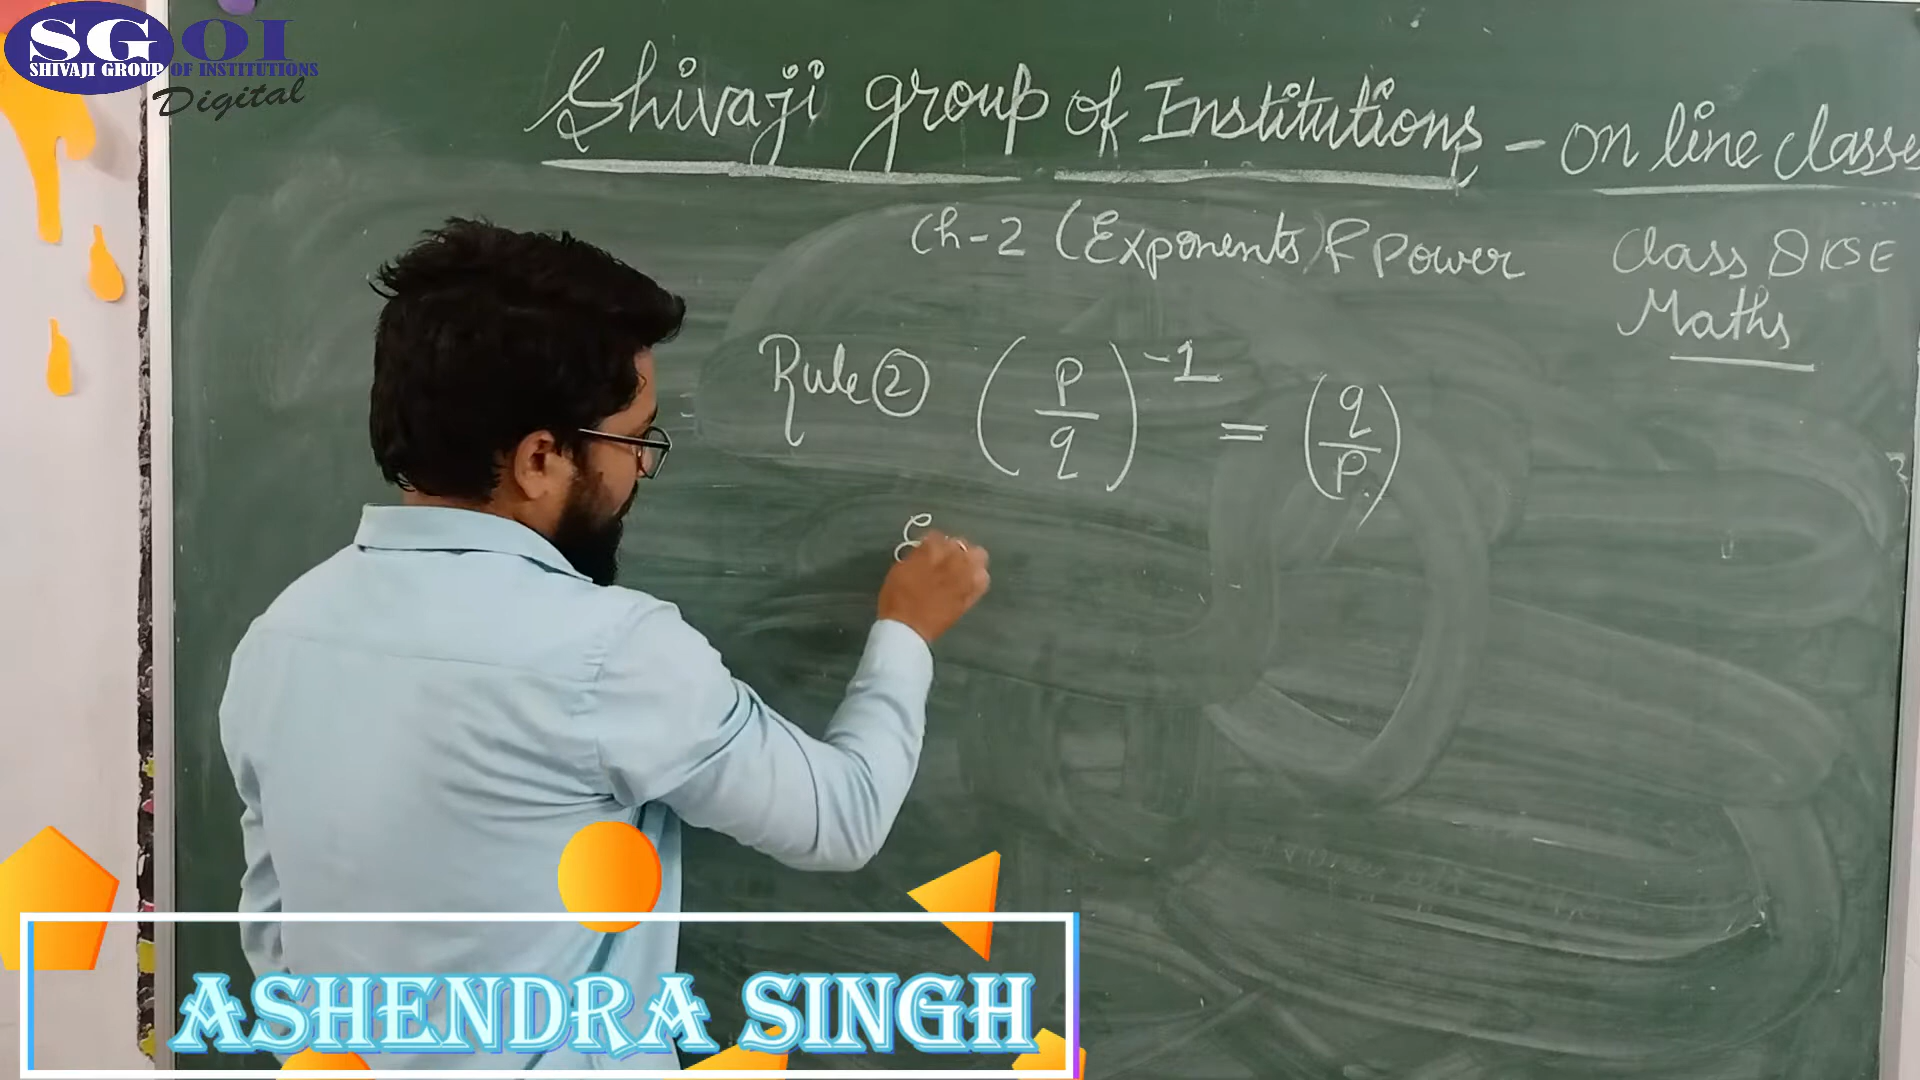 SGOI
SHIVAJI GROUP OF INSTITUTIONS
Digital
Shivaji group of Institutions - on line classes
Ch-2 (Exponents) & Power
Class 8 ICSE
Maths
Rule ② (p/q)^-1 = (q/p)
E
ASHENDRA SINGH